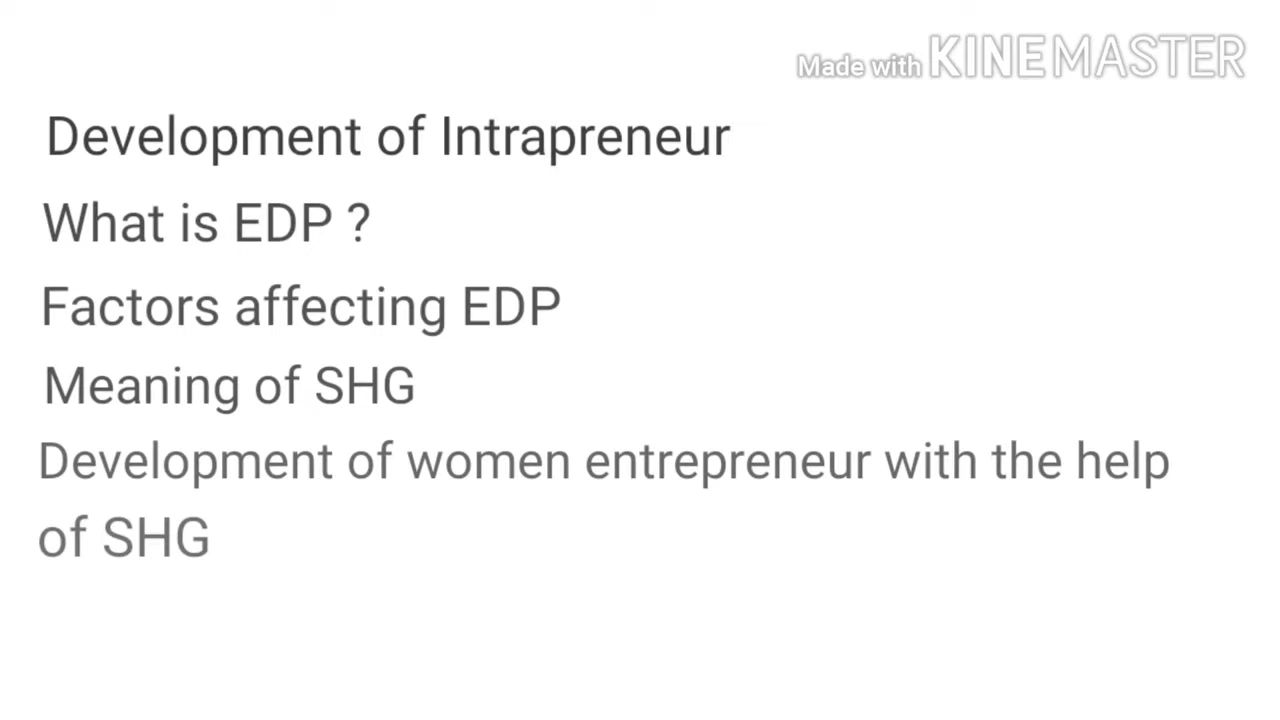 Made with KINEMASTER
Development of Intrapreneur
What is EDP ?
Factors affecting EDP
Meaning of SHG
Development of women entrepreneur with the help
of SHG